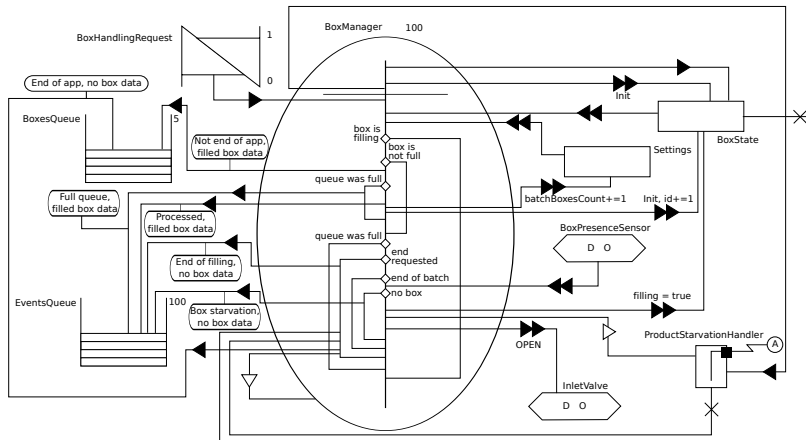 BoxManager 100
BoxHandlingRequest
1
0
End of app, no box data
BoxesQueue
5
Init
BoxState
box is
filling
box is
not full
Not end of app,
filled box data
Settings
queue was full
batchBoxesCount+=1
Init, id+=1
Full queue,
filled box data
Processed,
filled box data
queue was full
BoxPresenceSensor
D O
end
requested
End of filling,
no box data
end of batch
no box
EventsQueue
100
Box starvation,
no box data
filling = true
OPEN
ProductStarvationHandler
A
InletValve
D O